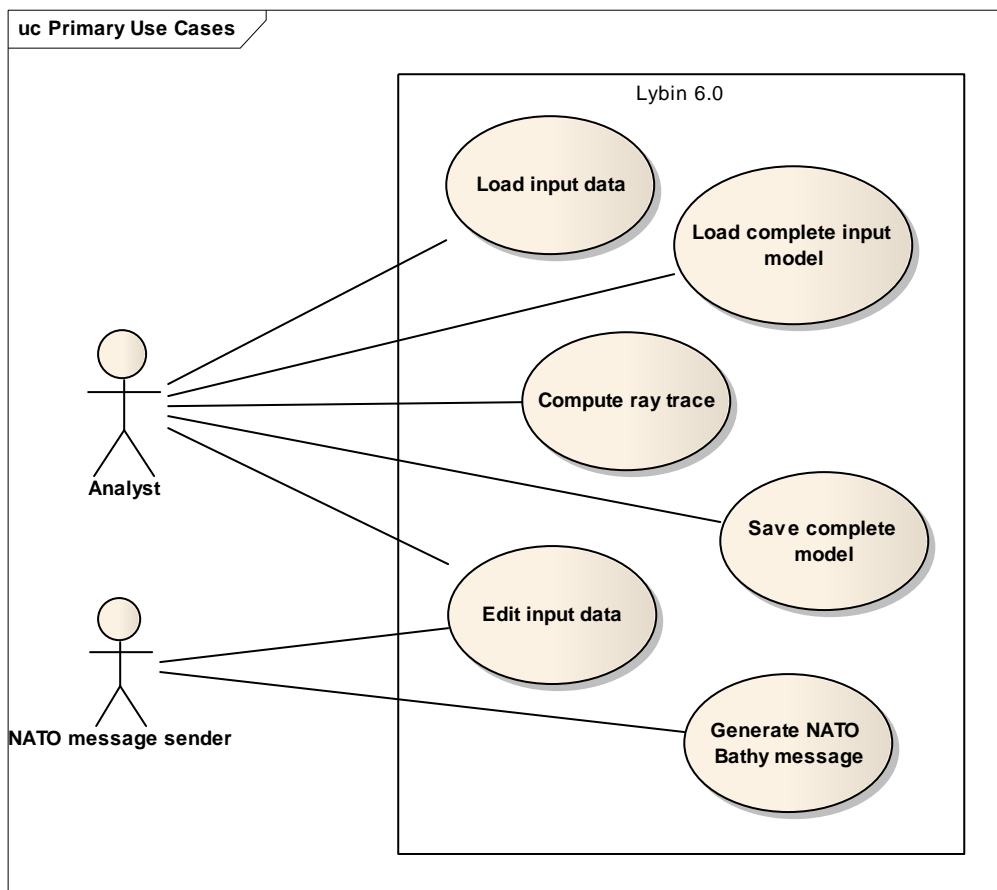 uc Primary Use Cases
Lybin 6.0
Load input data
Load complete input
model
Compute ray trace
Analyst
Save complete
model
Edit input data
NATO message sender
Generate NATO
Bathy message